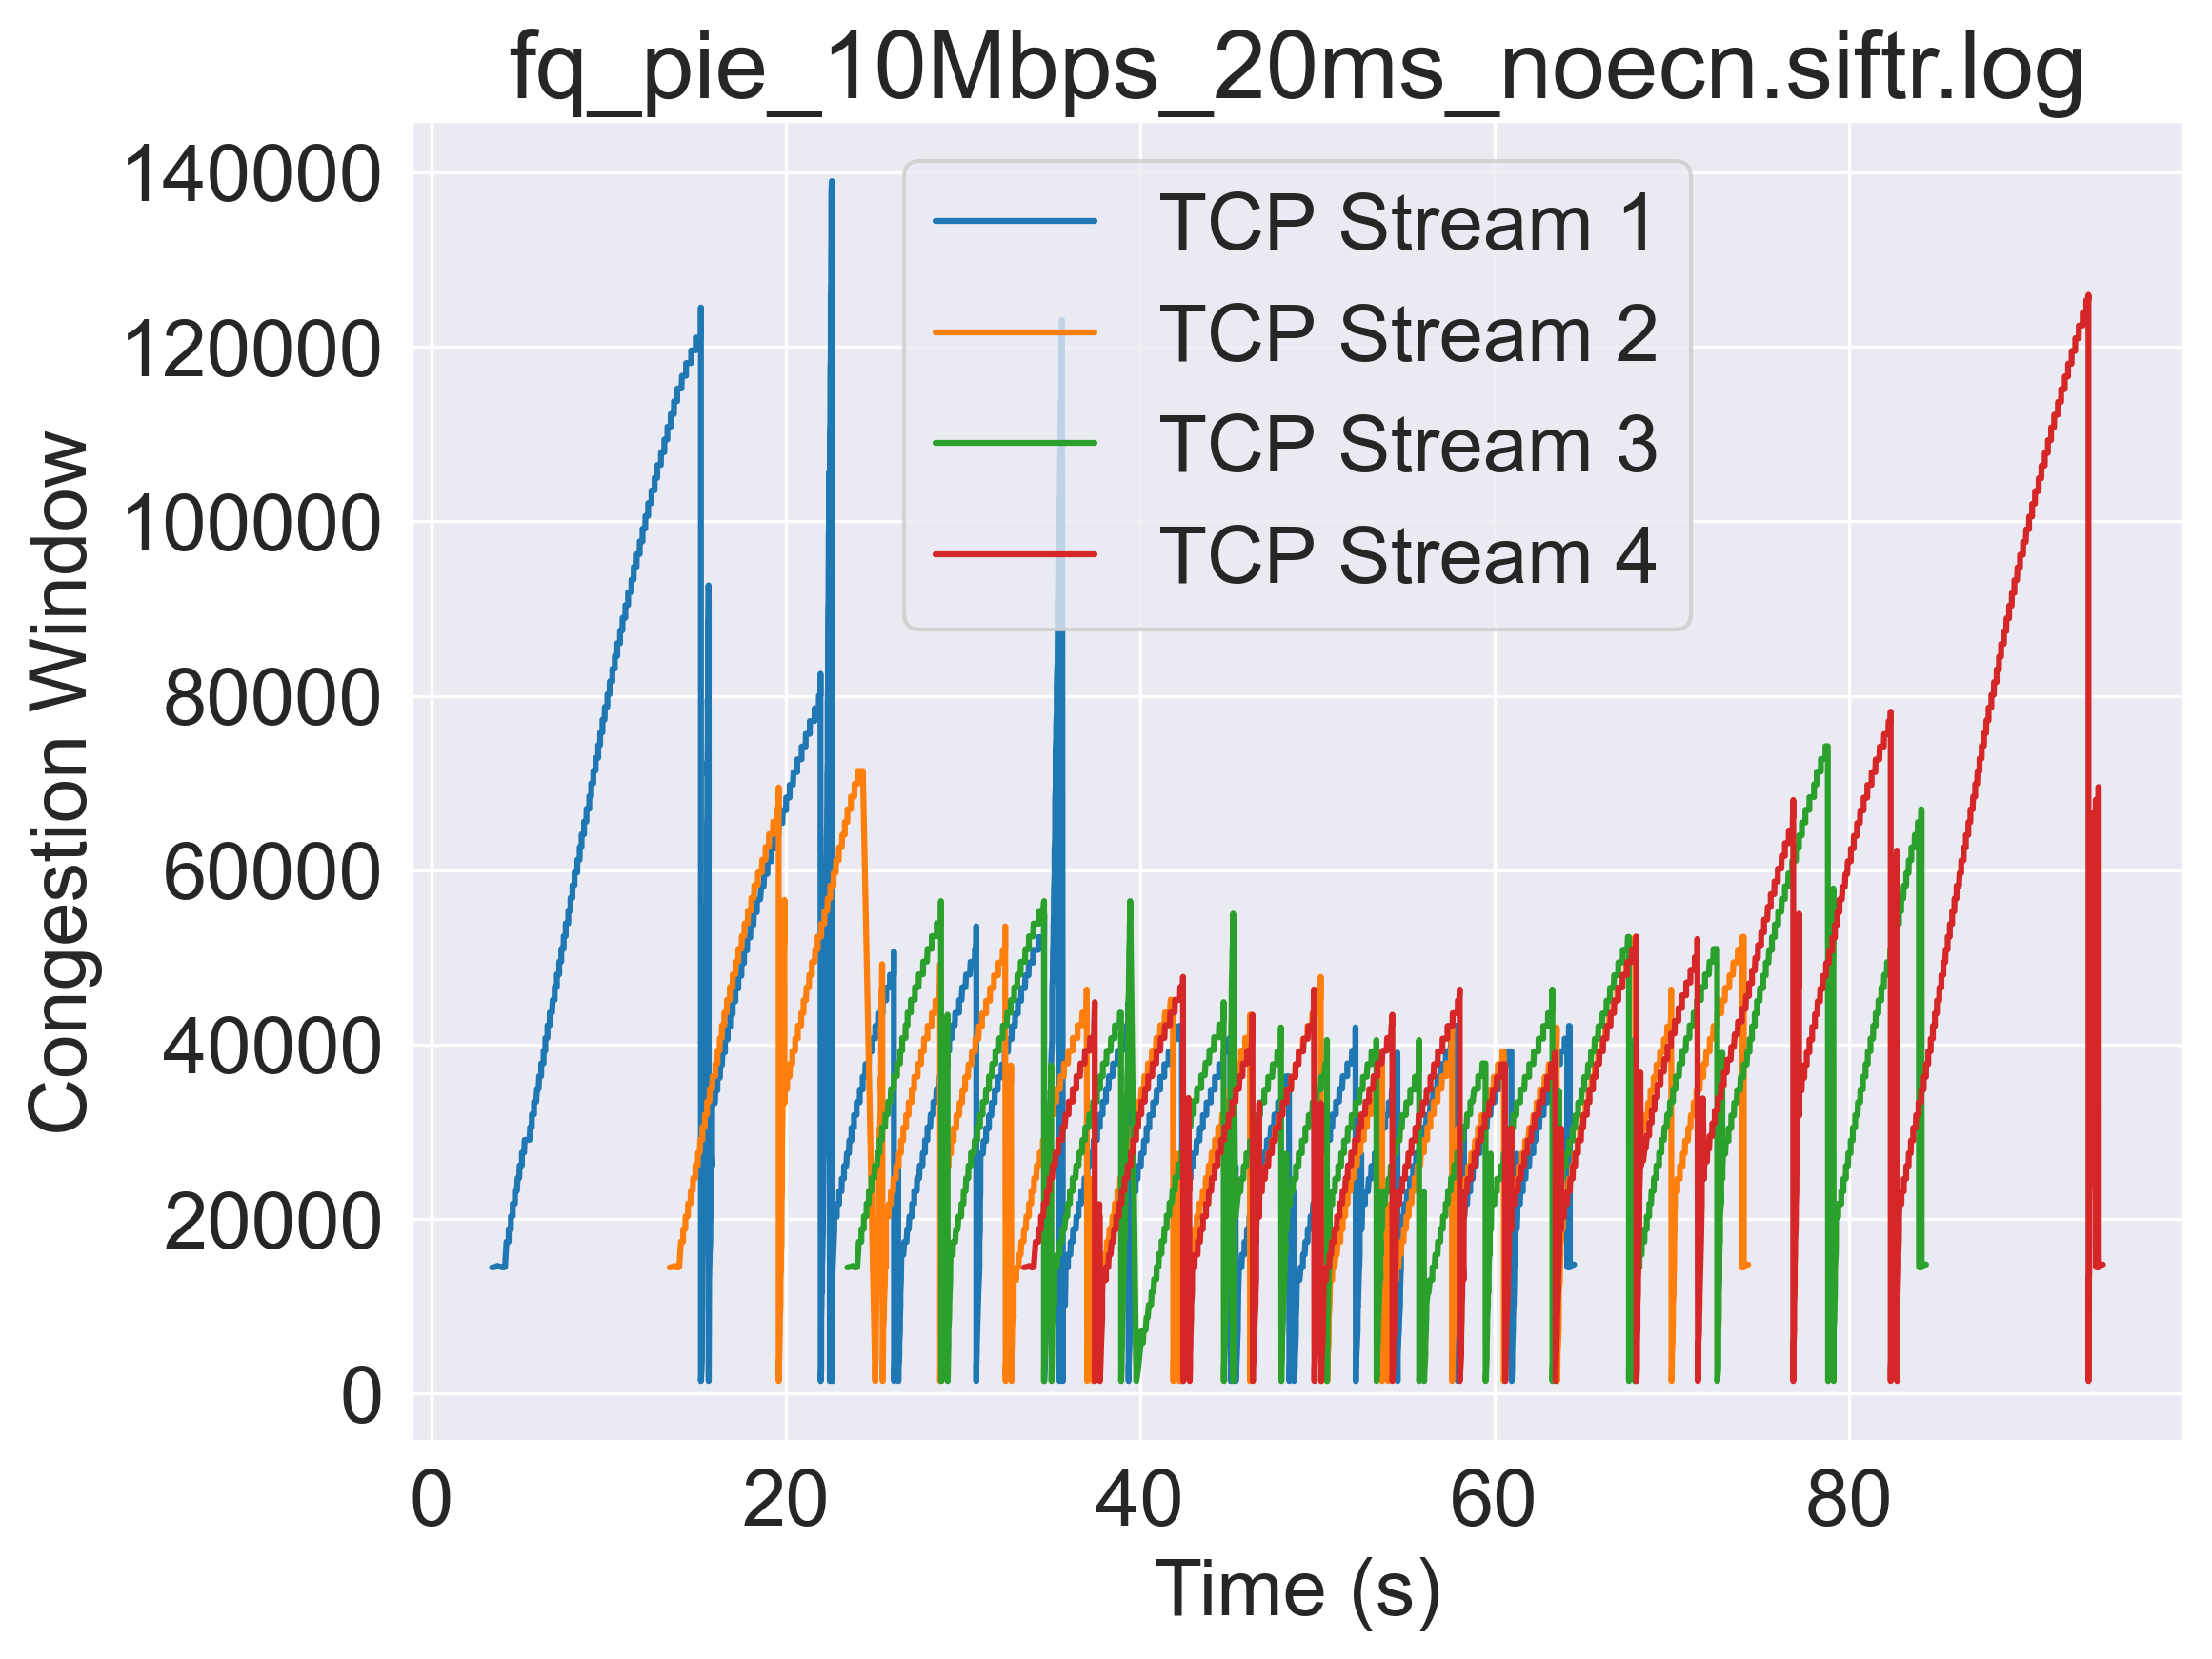 fq_pie_10Mbps_20ms_noecn.siftr.log
140000
120000
100000
80000
60000
40000
20000
0
Congestion Window
TCP Stream 1
TCP Stream 2
TCP Stream 3
TCP Stream 4
0 20 40 60 80
Time (s)